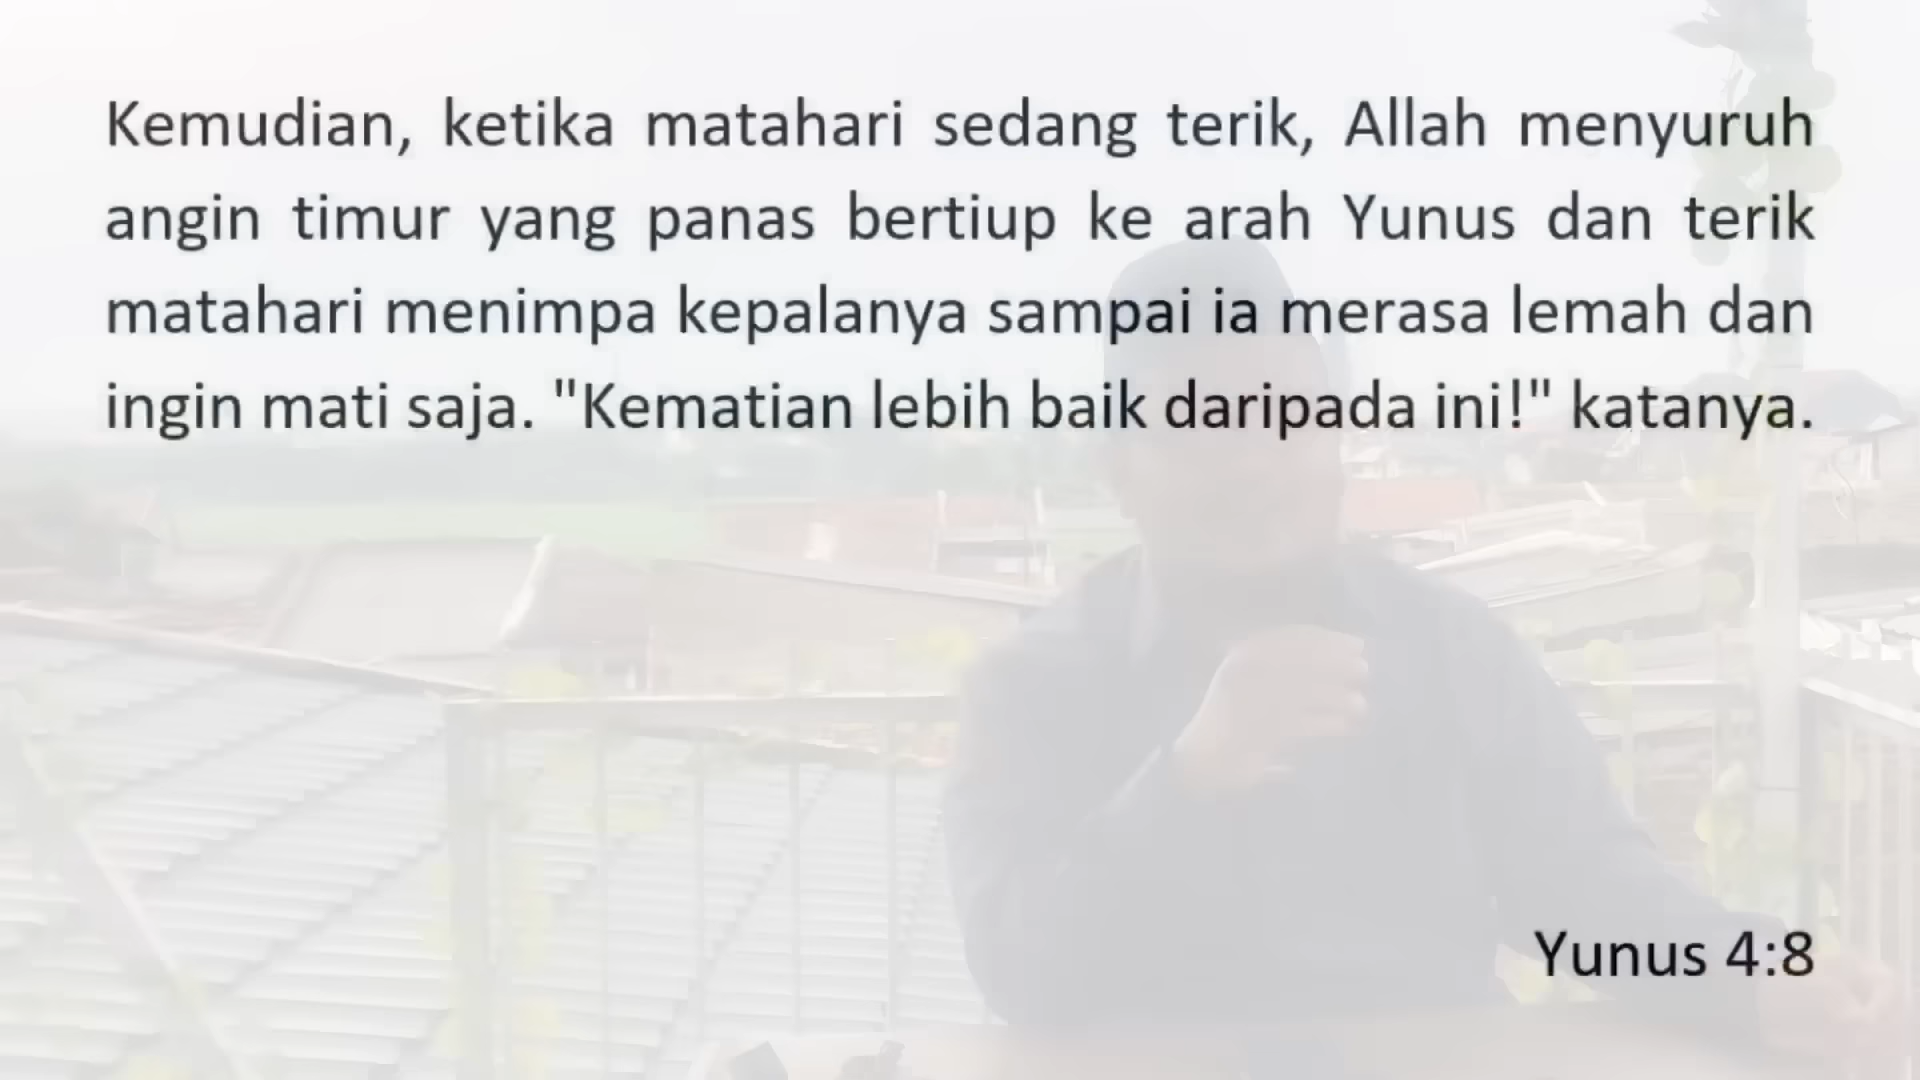 Kemudian, ketika matahari sedang terik, Allah menyuruh
angin timur yang panas bertiup ke arah Yunus dan terik
matahari menimpa kepalanya sampai ia merasa lemah dan
ingin mati saja. "Kematian lebih baik daripada ini!" katanya.
Yunus 4:8